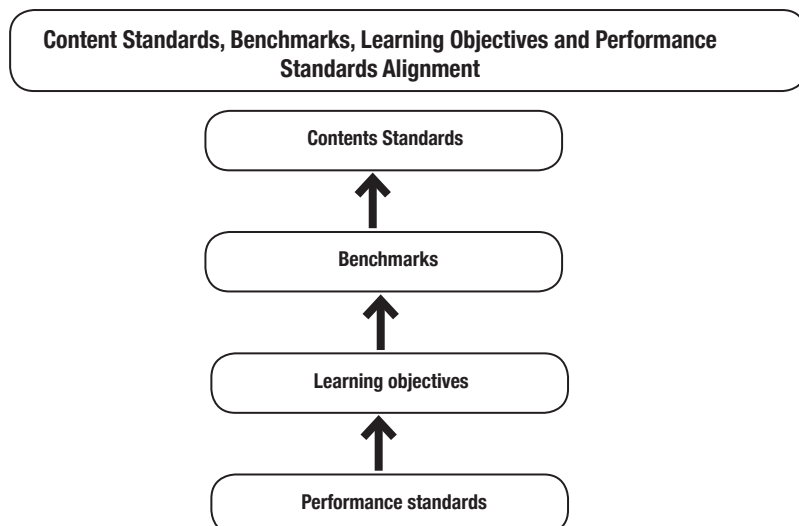 Content Standards, Benchmarks, Learning Objectives and Performance
Standards Alignment
Contents Standards
Benchmarks
Learning objectives
Performance standards